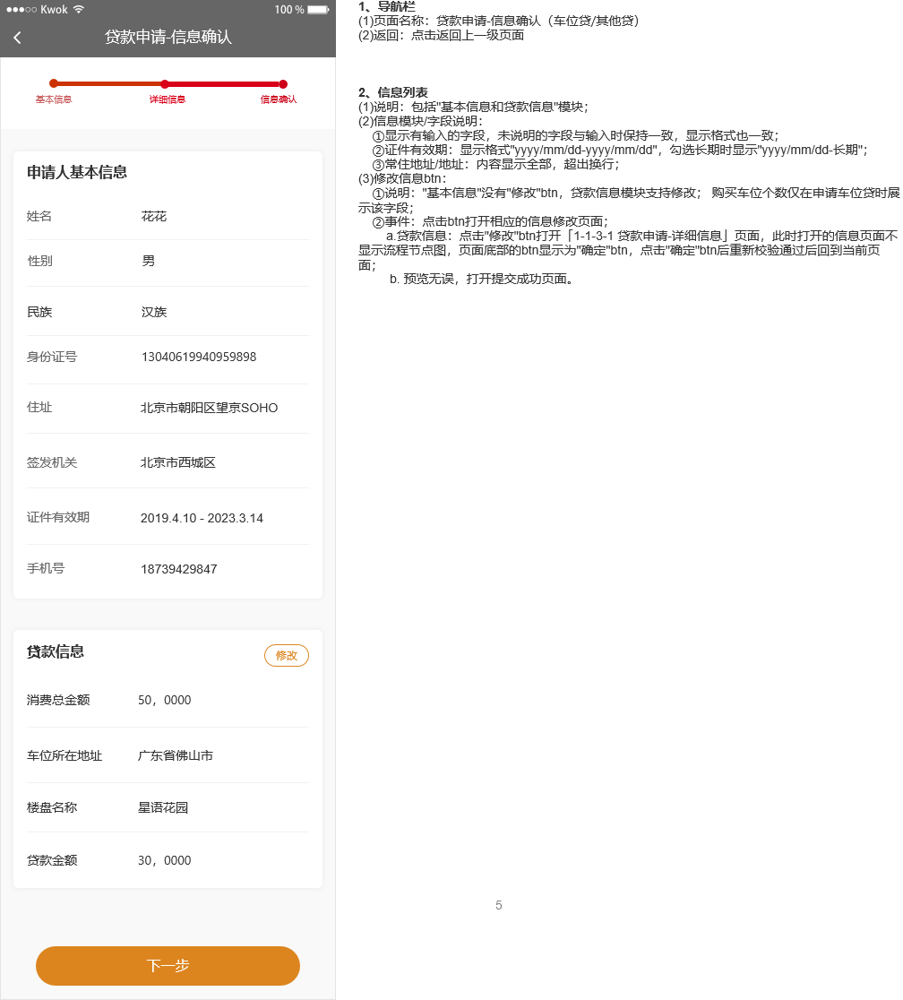 Kwok
100 %
贷款申请-信息确认
基本信息
详细信息
信息确认
申请人基本信息
姓名 花花
性别 男
民族 汉族
身份证号 13040619940959898
住址 北京市朝阳区望京SOHO
签发机关 北京市西城区
证件有效期 2019.4.10 - 2023.3.14
手机号 18739429847
贷款信息
修改
消费总金额 50，0000
车位所在地址 广东省佛山市
楼盘名称 星语花园
贷款金额 30，0000
下一步
1、导航栏
(1)页面名称：贷款申请-信息确认（车位贷/其他贷）
(2)返回：点击返回上一级页面
2、信息列表
(1)说明：包括"基本信息和贷款信息"模块；
(2)信息模块/字段说明：
①显示有输入的字段，未说明的字段与输入时保持一致，显示格式也一致；
②证件有效期：显示格式"yyyy/mm/dd-yyyy/mm/dd"，勾选长期时显示"yyyy/mm/dd-长期"；
③常住地址/地址：内容显示全部，超出换行；
(3)修改信息btn：
①说明："基本信息"没有"修改"btn，贷款信息模块支持修改； 购买车位个数仅在申请车位贷时展
示该字段；
②事件：点击btn打开相应的信息修改页面；
a.贷款信息：点击"修改"btn打开「1-1-3-1 贷款申请-详细信息」页面，此时打开的信息页面不
显示流程节点图，页面底部的btn显示为"确定"btn，点击"确定"btn后重新校验通过后回到当前页
面；
b. 预览无误，打开提交成功页面。
5